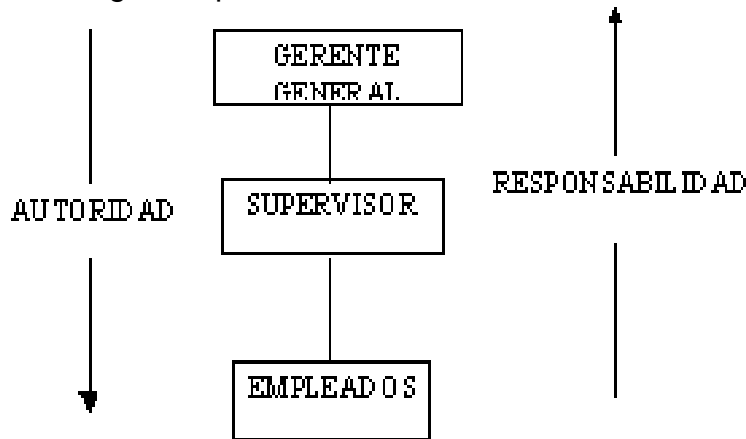 GERENTE
GENERAL
AUTORIDAD
SUPERVISOR
RESPONSABILIDAD
EMPLEADOS